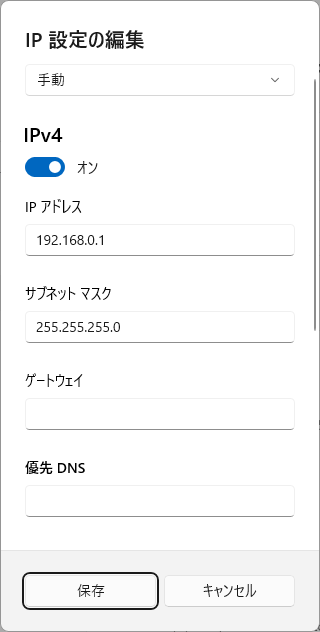 IP 設定の編集
手動
IPv4
オン
IP アドレス
192.168.0.1
サブネット マスク
255.255.255.0
ゲートウェイ
優先 DNS
保存
キャンセル